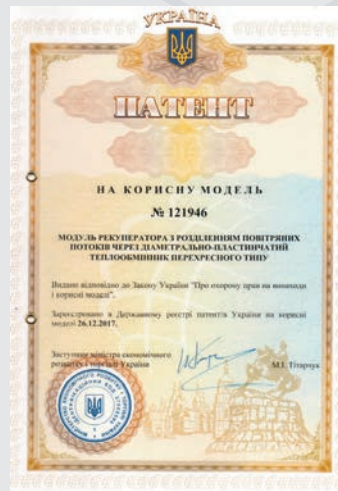 УКРАЇНА
ПАТЕНТ
НА КОРИСНУ МОДЕЛЬ
№ 121946
МОДУЛЬ РЕКУПЕРАТОРА З РОЗДІЛЕННЯМ ПОВІТРЯНИХ
ПОТОКІВ ЧЕРЕЗ ДІАМЕТРАЛЬНО-ПЛАСТИНЧАТИЙ
ТЕПЛООБМІННИК ПЕРЕХРЕСНОГО ТИПУ
Видано відповідно до Закону України "Про охорону прав на винаходи
і корисні моделі".
Зареєстровано в Державному реєстрі патентів України на корисні
моделі 26.12.2017.
Заступник міністра економічного
розвитку і торгівлі України
М.І. Тітарчук